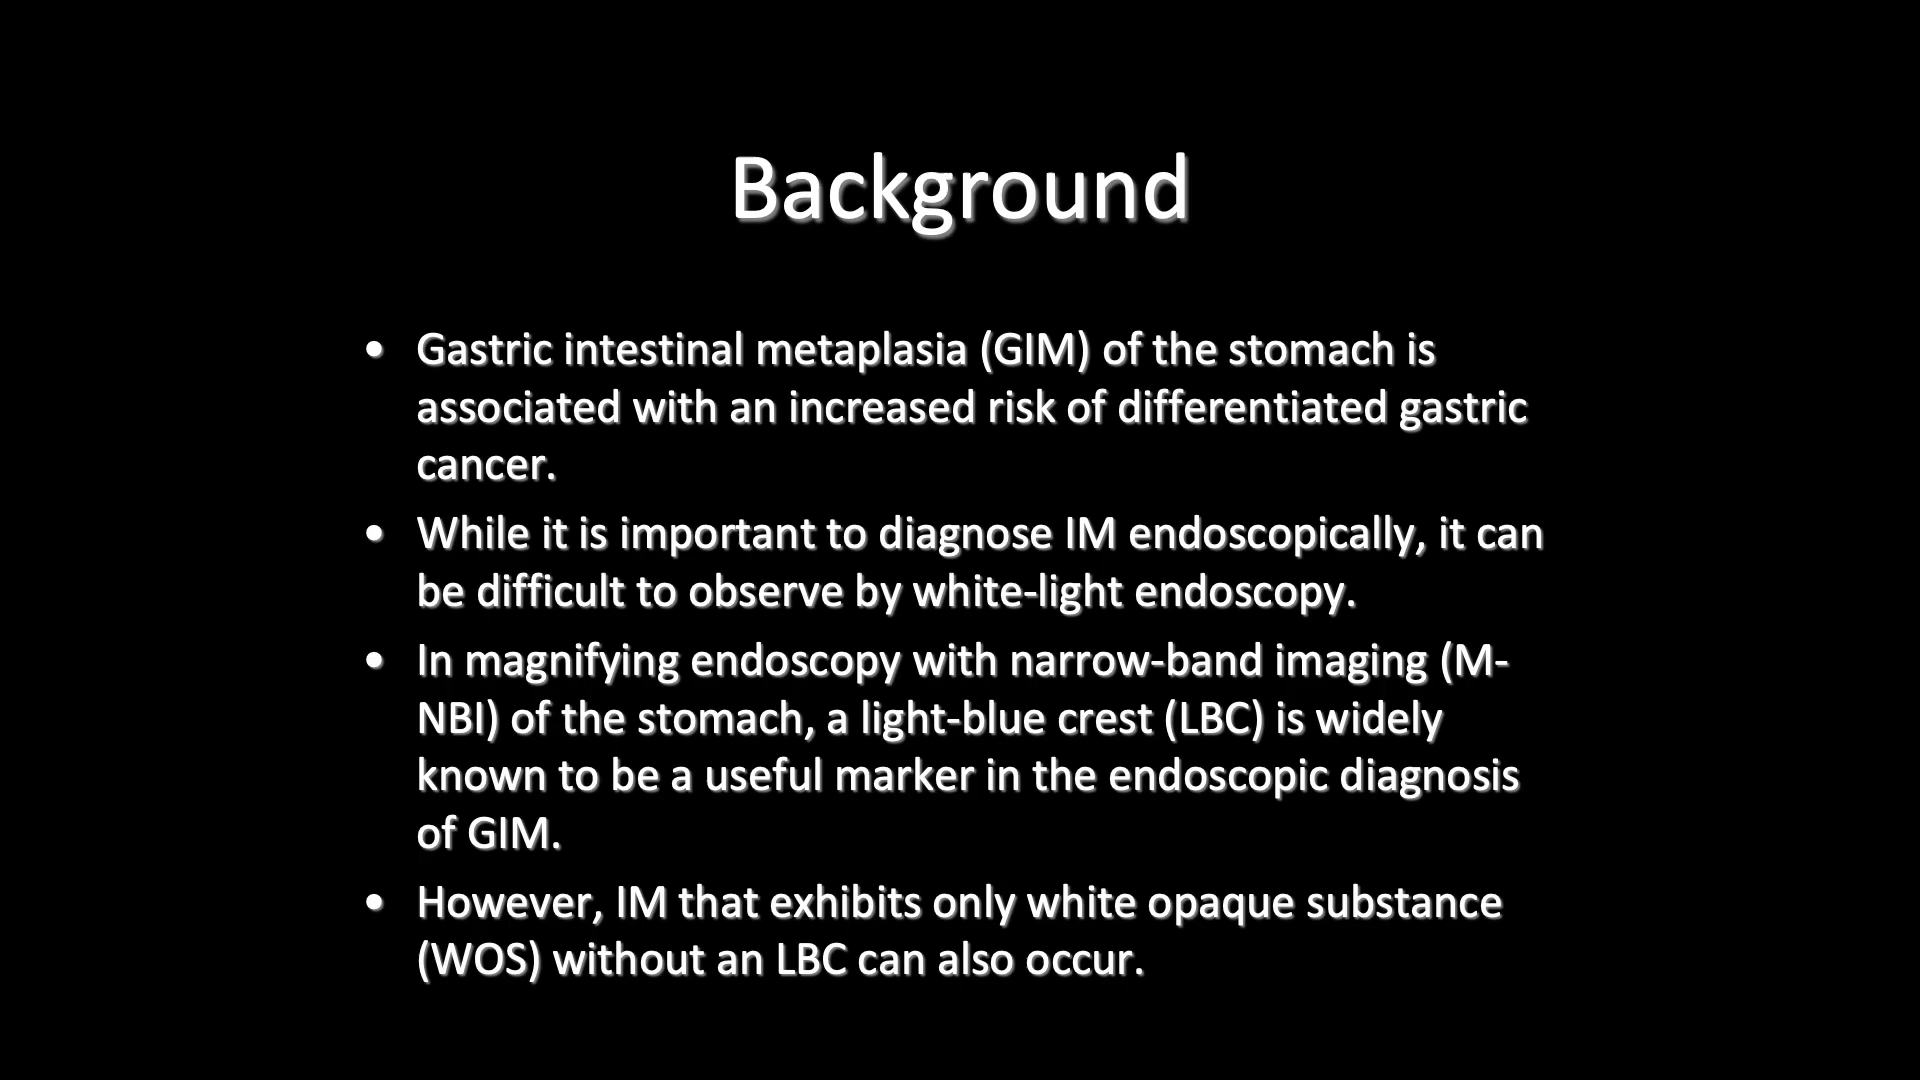 Background
• Gastric intestinal metaplasia (GIM) of the stomach is
associated with an increased risk of differentiated gastric
cancer.
• While it is important to diagnose IM endoscopically, it can
be difficult to observe by white-light endoscopy.
• In magnifying endoscopy with narrow-band imaging (M-
NBI) of the stomach, a light-blue crest (LBC) is widely
known to be a useful marker in the endoscopic diagnosis
of GIM.
• However, IM that exhibits only white opaque substance
(WOS) without an LBC can also occur.